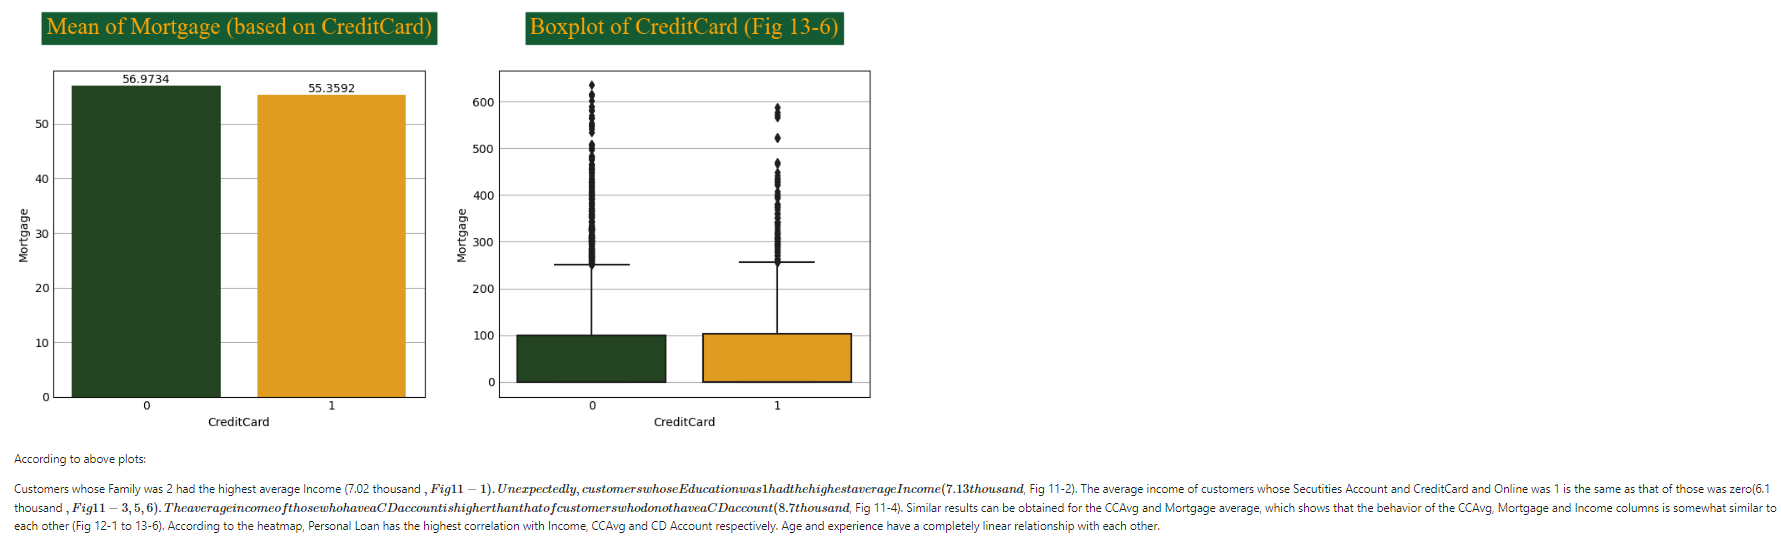 Mean of Mortgage (based on CreditCard)
Boxplot of CreditCard (Fig 13-6)
56.9734
55.3592
50
40
30
20
10
0
Mortgage
0
1
CreditCard
600
500
400
300
200
100
0
Mortgage
0
1
CreditCard
According to above plots:
Customers whose Family was 2 had the highest average Income (7.02 thousand , Fig11 − 1). Unexpectedly, customerswhoseEducationwas1hadthehighestaverageIncome(7.13thousand, Fig 11-2). The average income of customers whose Secutities Account and CreditCard and Online was 1 is the same as that of those was zero(6.1
thousand , Fig11 − 3, 5, 6). TheaverageincomeofthosewhohaveaCDaccountishigherthanthatofcustomerswhodonothaveaCDaccount(8.7thousand, Fig 11-4). Similar results can be obtained for the CCAvg and Mortgage average, which shows that the behavior of the CCAvg, Mortgage and Income columns is somewhat similar to
each other (Fig 12-1 to 13-6). According to the heatmap, Personal Loan has the highest correlation with Income, CCAvg and CD Account respectively. Age and experience have a completely linear relationship with each other.